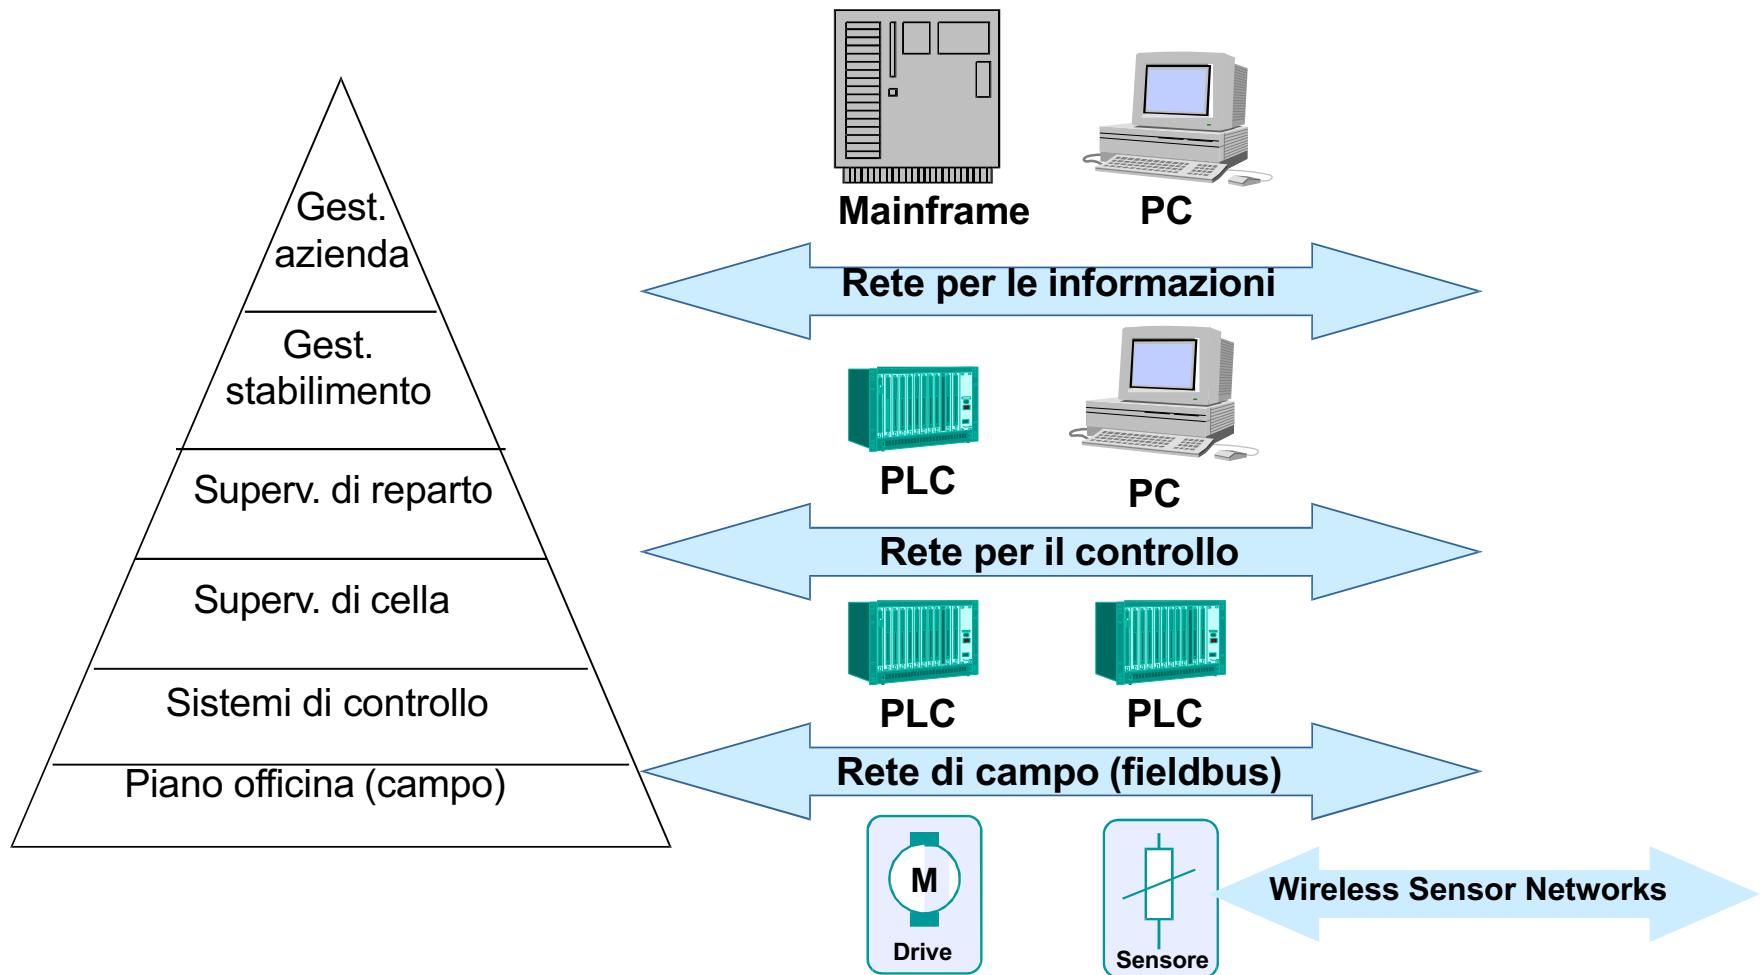 Gest.
azienda
Gest.
stabilimento
Superv. di reparto
Superv. di cella
Sistemi di controllo
Piano officina (campo)
Mainframe
PC
Rete per le informazioni
PLC
PC
Rete per il controllo
PLC
PLC
Rete di campo (fieldbus)
M
Drive
Sensore
Wireless Sensor Networks